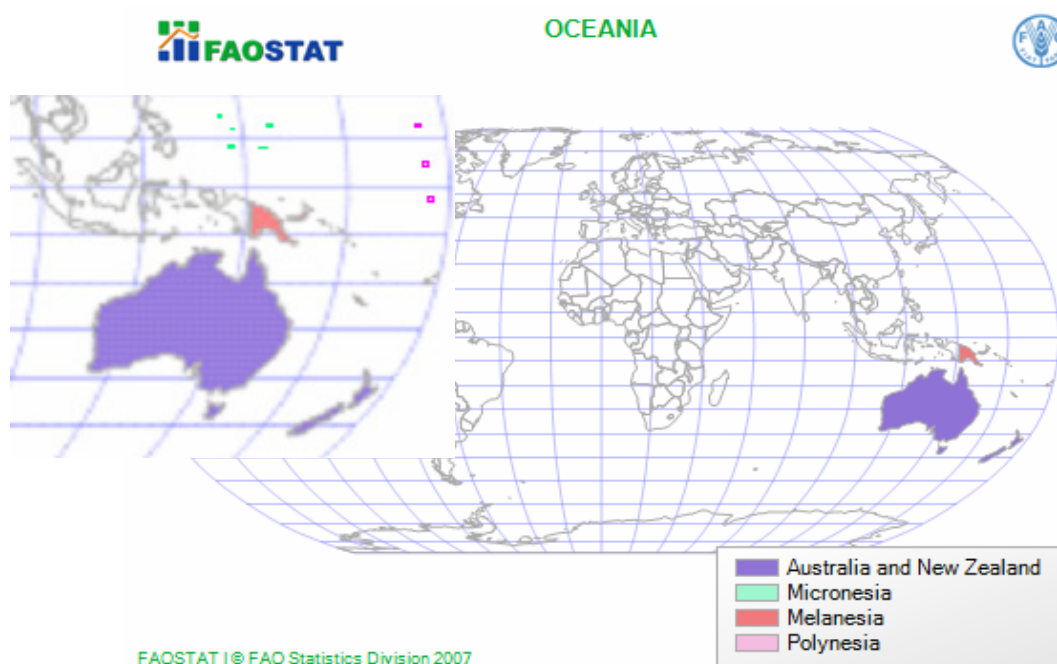 FAOSTAT
OCEANIA
Australia and New Zealand
Micronesia
Melanesia
Polynesia
FAOSTAT | © FAO Statistics Division 2007